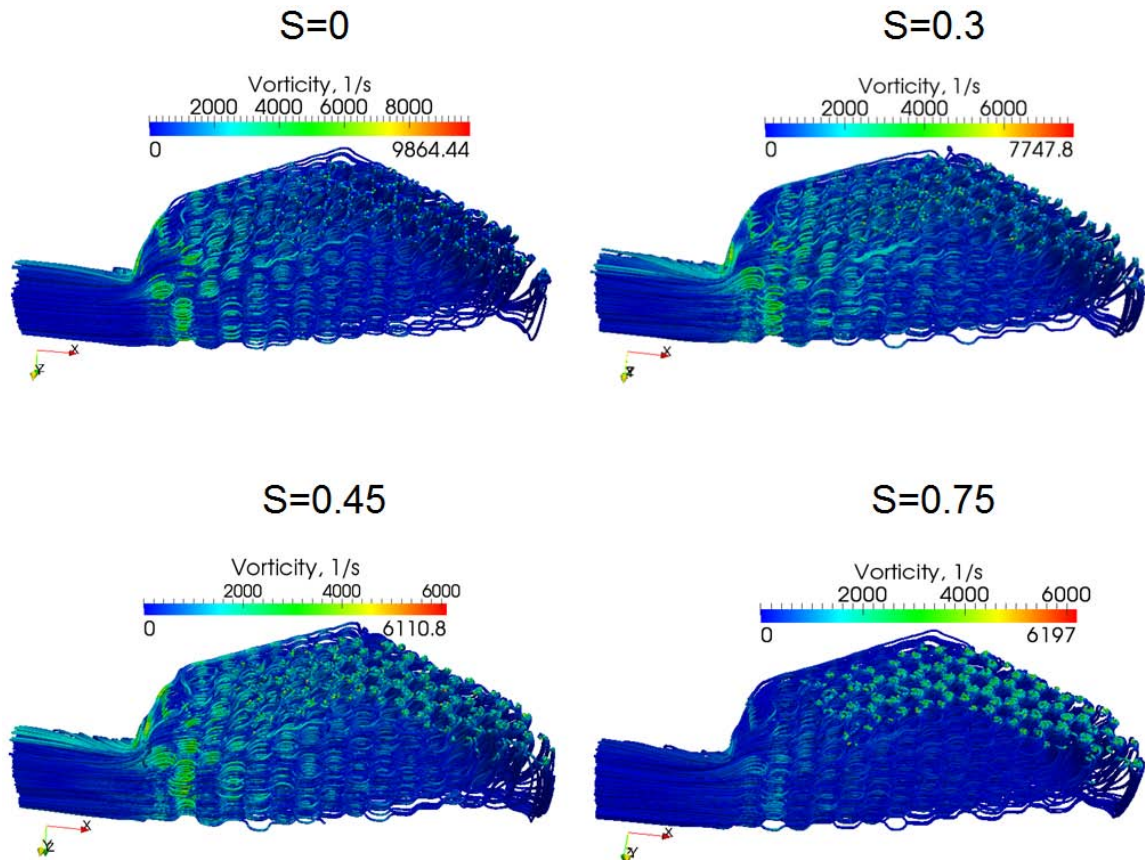 S=0
S=0.3
Vorticity, 1/s
2000 4000 6000 8000
0 9864.44
Vorticity, 1/s
2000 4000 6000
0 7747.8
X
X
Z
S=0.45
S=0.75
Vorticity, 1/s
2000 4000 6000
0 6110.8
Vorticity, 1/s
0 2000 4000 6000
6197
X
X
Y